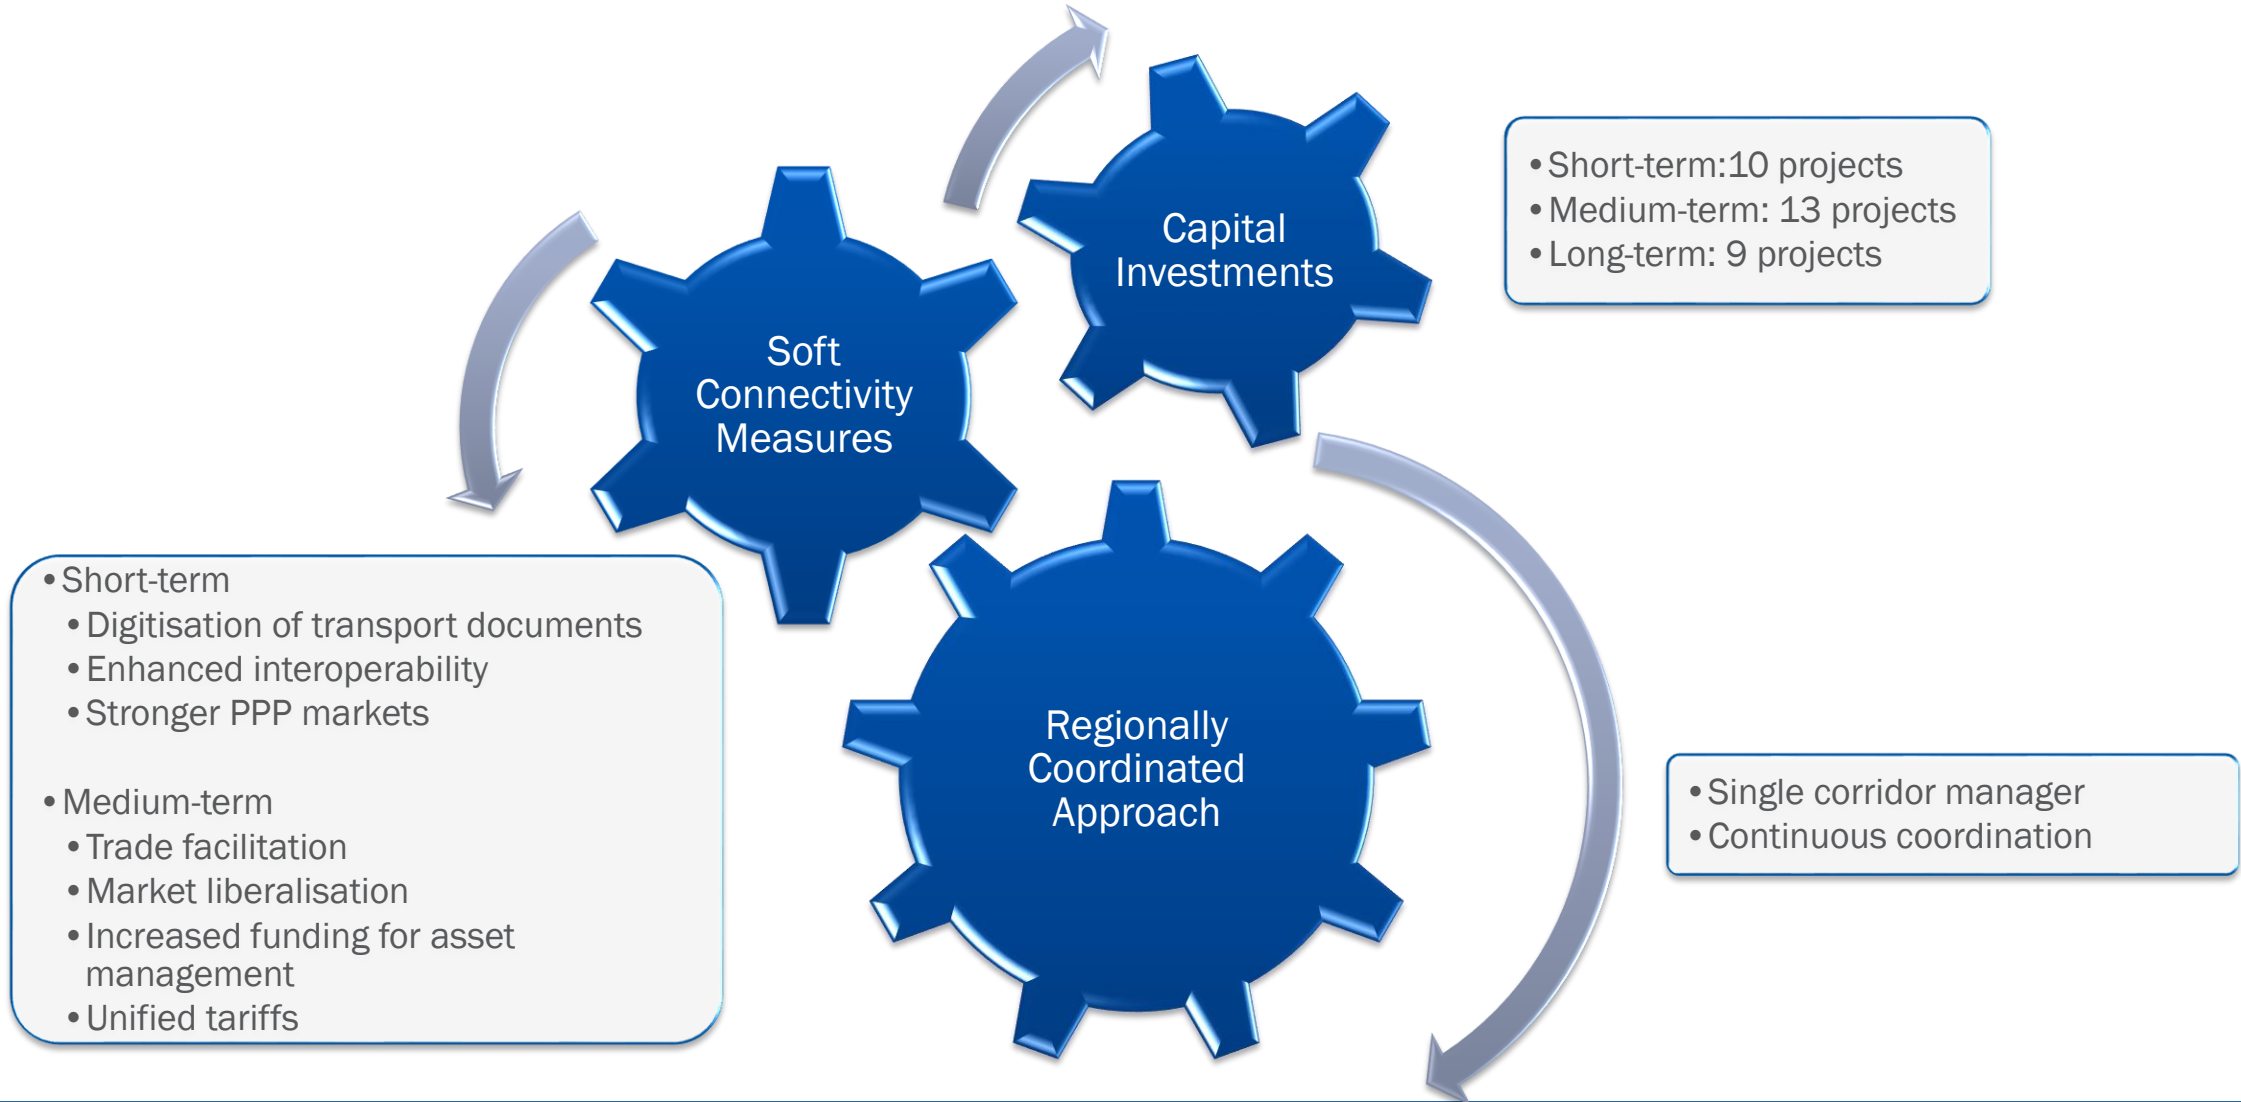 Capital
Investments
• Short-term:10 projects
• Medium-term: 13 projects
• Long-term: 9 projects
Soft
Connectivity
Measures
• Short-term
• Digitisation of transport documents
• Enhanced interoperability
• Stronger PPP markets
• Medium-term
• Trade facilitation
• Market liberalisation
• Increased funding for asset
management
• Unified tariffs
Regionally
Coordinated
Approach
• Single corridor manager
• Continuous coordination